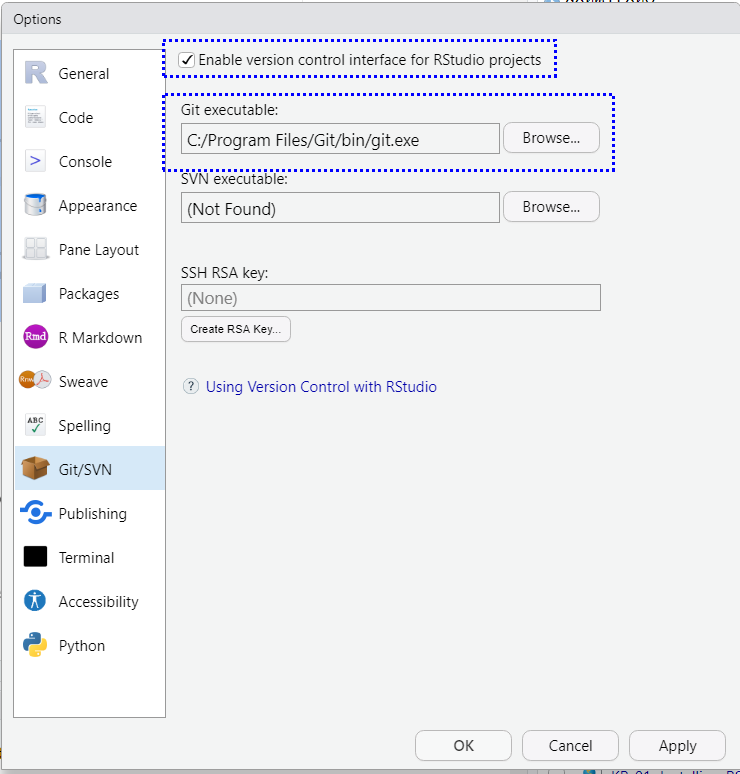 Options
General
Code
Console
Appearance
Pane Layout
Packages
Rmd
R Markdown
Sweave
ABC
Spelling
Git/SVN
Publishing
Terminal
Accessibility
Python
Enable version control interface for RStudio projects
Git executable:
C:/Program Files/Git/bin/git.exe
Browse...
SVN executable:
(Not Found)
Browse...
SSH RSA key:
(None)
Create RSA Key...
? Using Version Control with RStudio
OK
Cancel
Apply